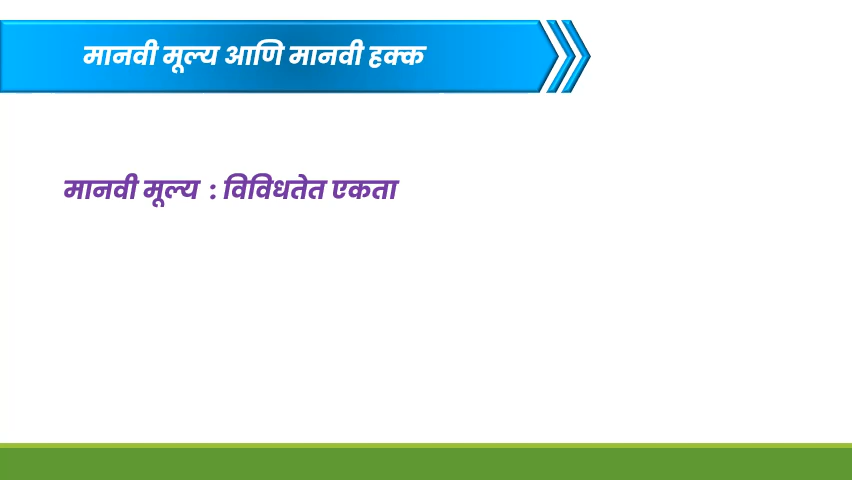 मानवी मूल्य आणि मानवी हक्क
मानवी मूल्य : विविधतेत एकता